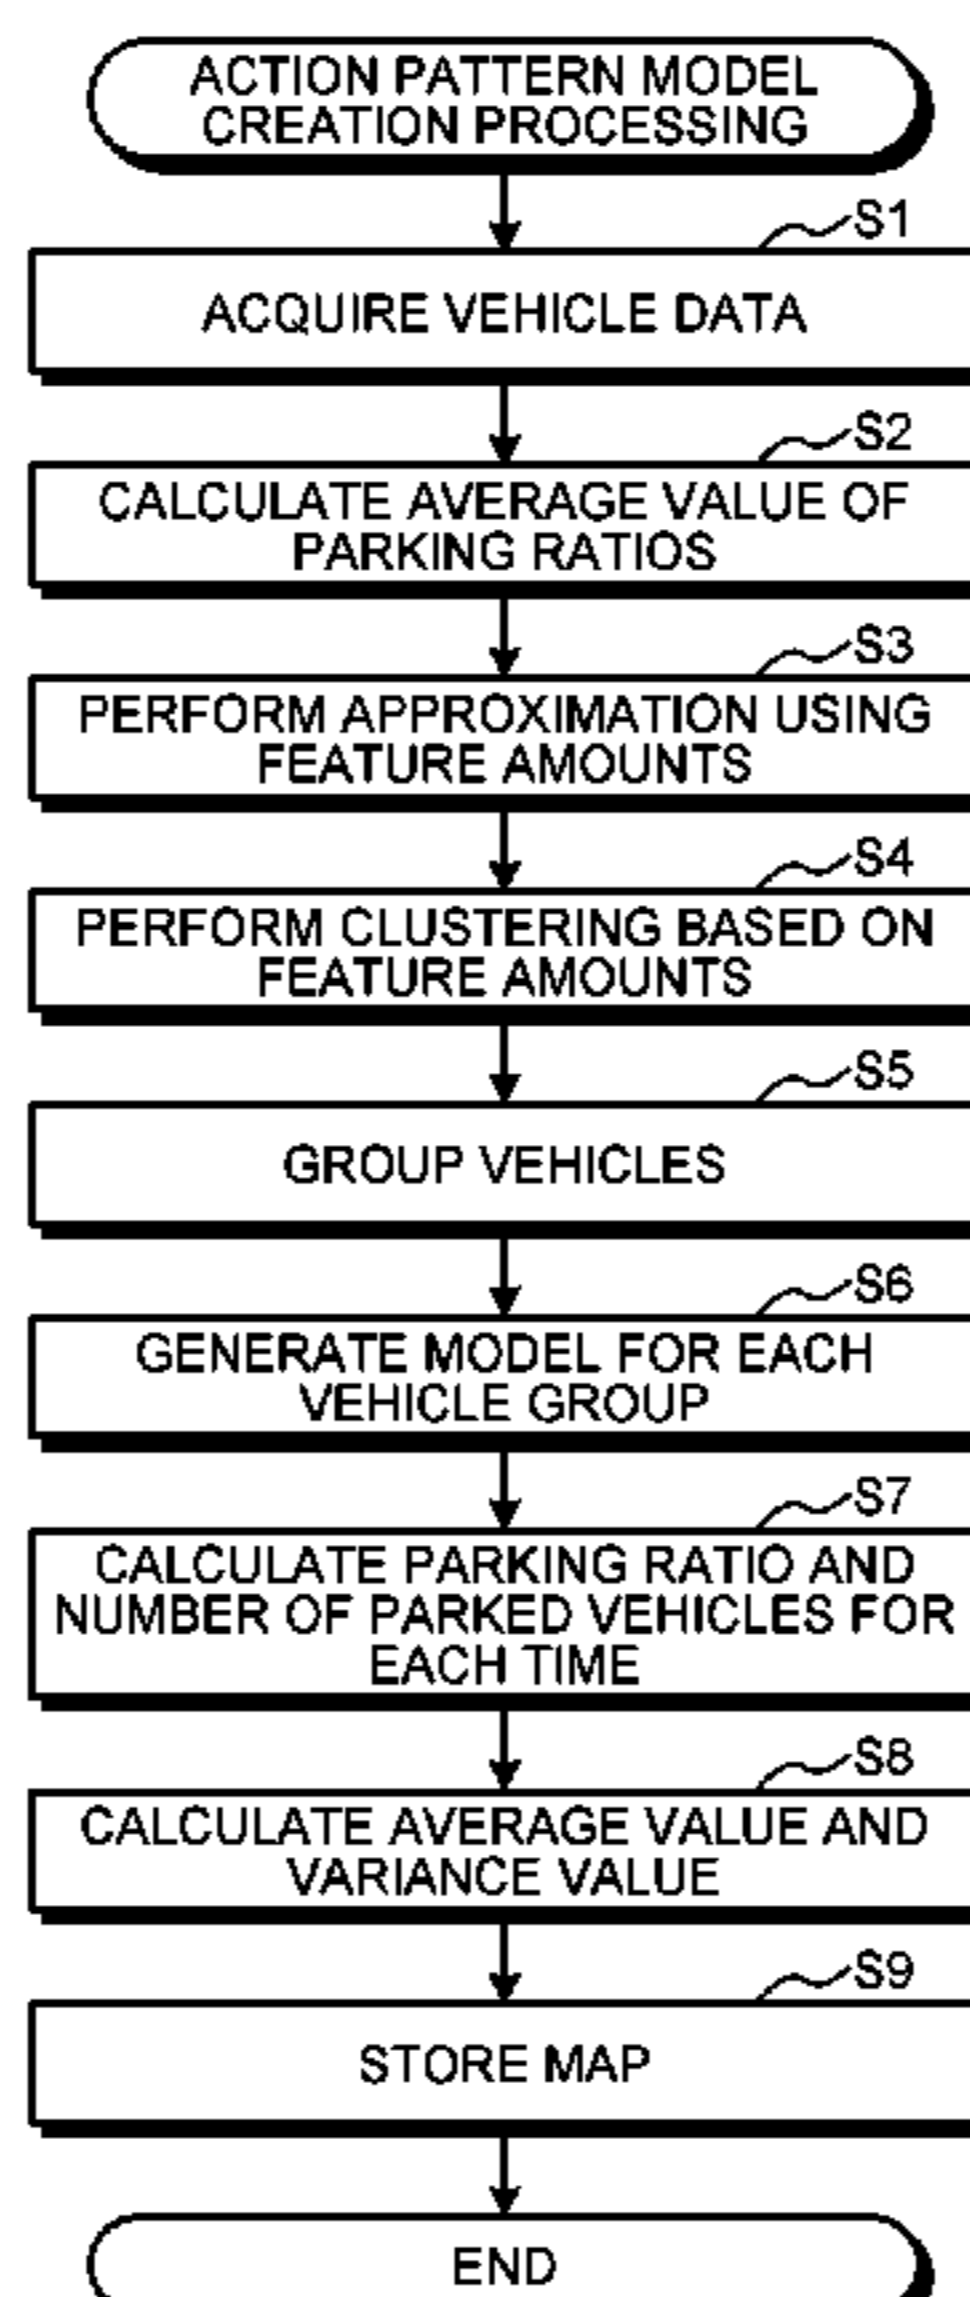 ACTION PATTERN MODEL
CREATION PROCESSING
S1
ACQUIRE VEHICLE DATA
S2
CALCULATE AVERAGE VALUE OF
PARKING RATIOS
S3
PERFORM APPROXIMATION USING
FEATURE AMOUNTS
S4
PERFORM CLUSTERING BASED ON
FEATURE AMOUNTS
S5
GROUP VEHICLES
S6
GENERATE MODEL FOR EACH
VEHICLE GROUP
S7
CALCULATE PARKING RATIO AND
NUMBER OF PARKED VEHICLES FOR
EACH TIME
S8
CALCULATE AVERAGE VALUE AND
VARIANCE VALUE
S9
STORE MAP
END